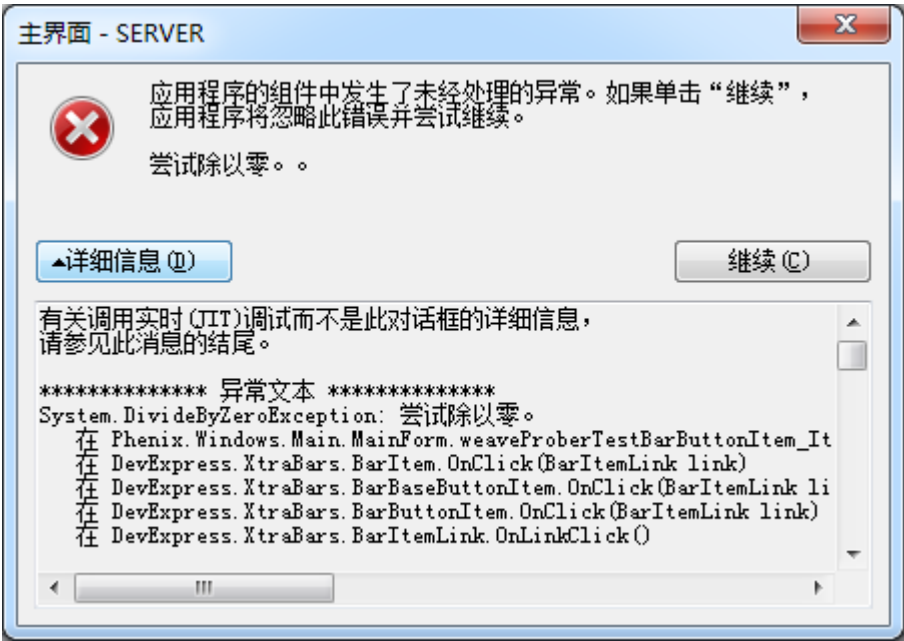 主界面 - SERVER
应用程序的组件中发生了未经处理的异常。如果单击“继续”，
应用程序将忽略此错误并尝试继续。
尝试除以零。。
详细信息(D)
继续(C)
有关调用实时(JIT)调试而不是此对话框的详细信息，
请参见此消息的结尾。
************** 异常文本 **************
System.DivideByZeroException: 尝试除以零。
在 Phenix.Windows.Main.MainForm.weaveProberTestBarButtonItem_It
在 DevExpress.XtraBars.BarItem.OnClick(BarItemLink link)
在 DevExpress.XtraBars.BarBaseButtonItem.OnClick(BarItemLink li
在 DevExpress.XtraBars.BarButtonItem.OnClick(BarItemLink link)
在 DevExpress.XtraBars.BarItemLink.OnLinkClick()